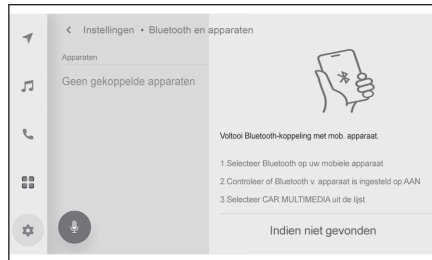 Instellingen • Bluetooth en apparaten
Apparaten
Geen gekoppelde apparaten
Voltooi Bluetooth-koppeling met mob. apparaat.
1.Selecteer Bluetooth op uw mobiele apparaat
2.Controleer of Bluetooth v. apparaat is ingesteld op AAN
3.Selecteer CAR MULTIMEDIA uit de lijst
Indien niet gevonden